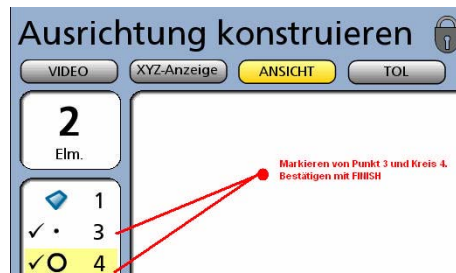 Ausrichtung konstruieren
VIDEO XYZ-Anzeige ANSICHT TOL
2
Elm.
Markieren von Punkt 3 und Kreis 4.
Bestätigen mit FINISH
1
3
4